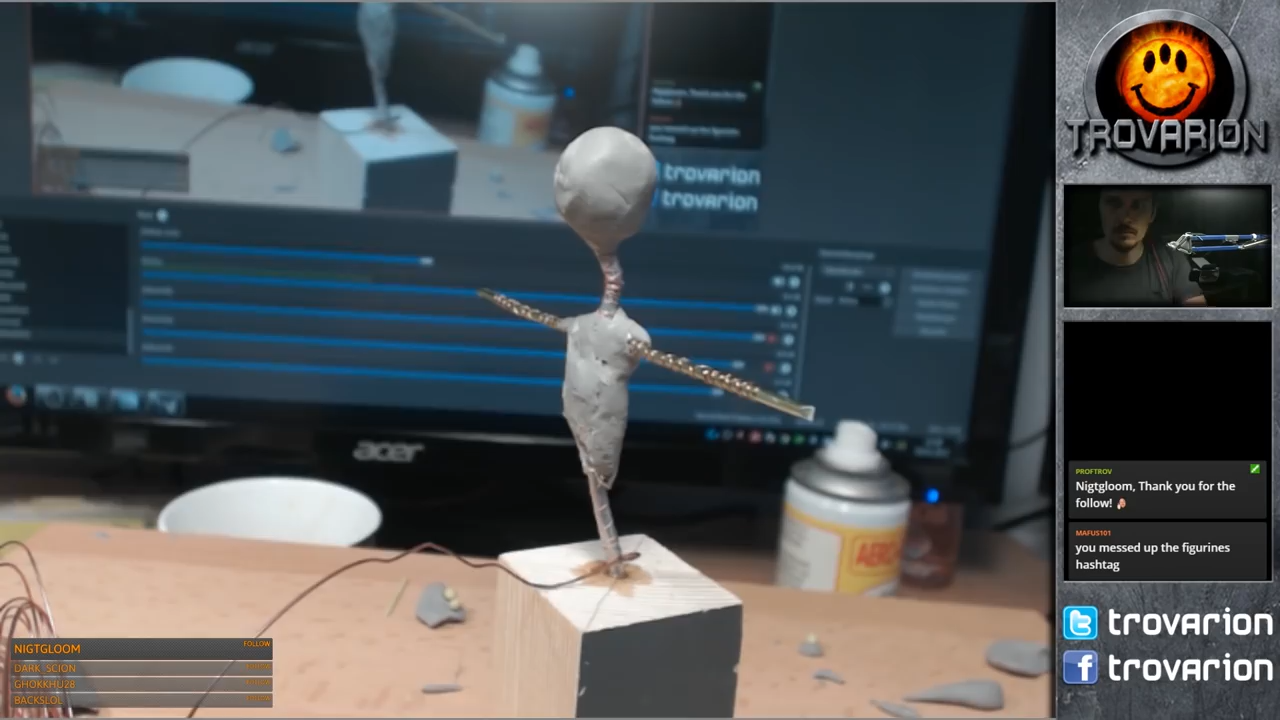 TROVARION
trovarion
trovarion
acer
AERO
PROFTROV
Nigtgloom, Thank you for the
follow!
MAFUS101
you messed up the figurines
hashtag
NIGTGLOOM FOLLOW
DARK_SCION
GHOKKHU28
BACKSLOL
trovarion
trovarion